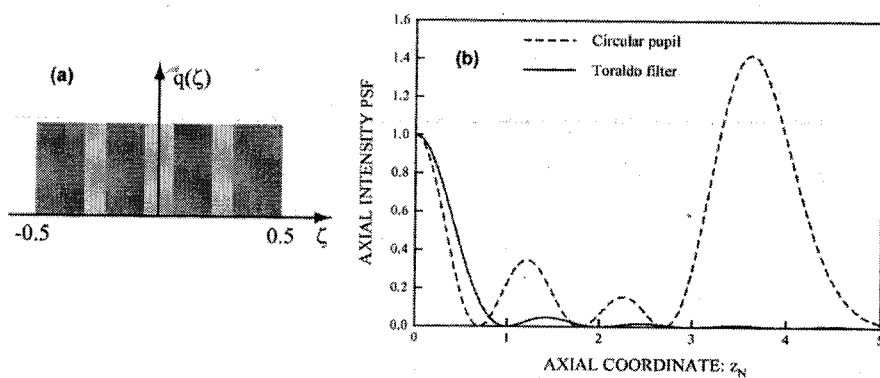 (a)
q(ζ)
-0.5
0.5
ζ
(b)
Circular pupil
Toraldo filter
AXIAL INTENSITY PSF
1.6
1.4
1.2
1.0
0.8
0.6
0.4
0.2
0.0
0
1
2
3
4
5
AXIAL COORDINATE: z_N